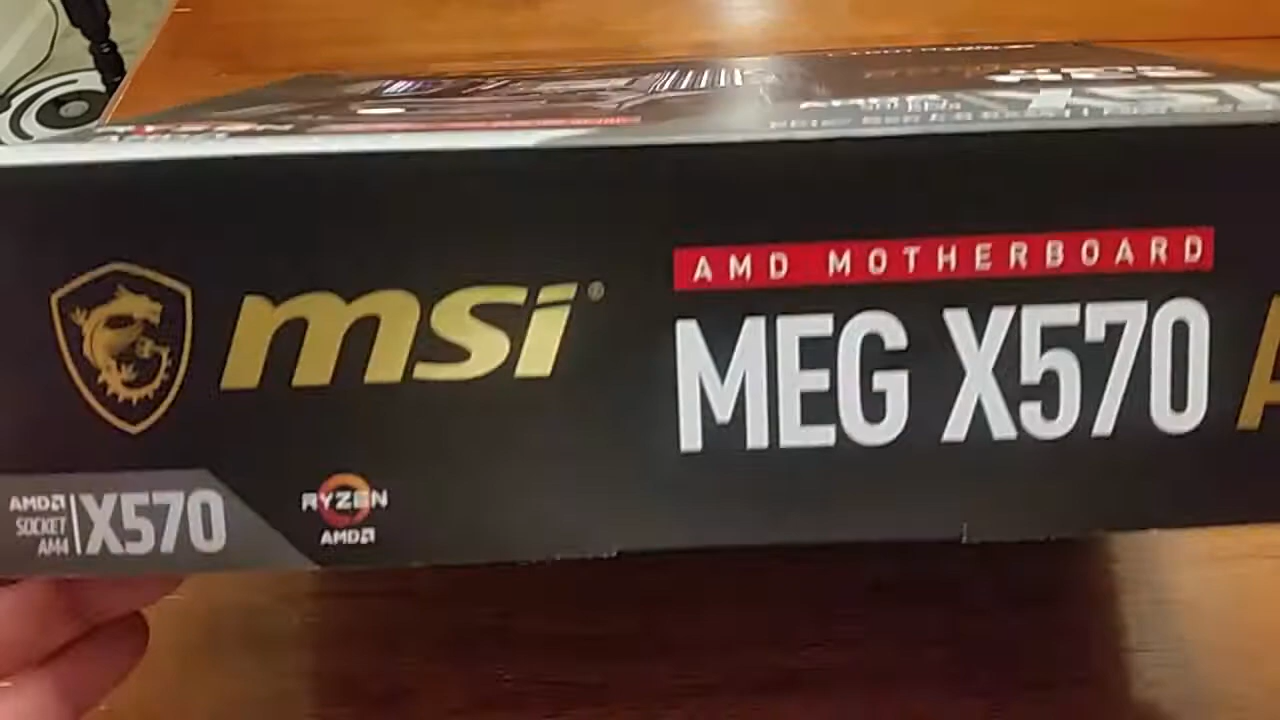 msi®
AMD MOTHERBOARD
MEG X570
AMD
SOCKET
AM4
X570
RYZEN
AMD